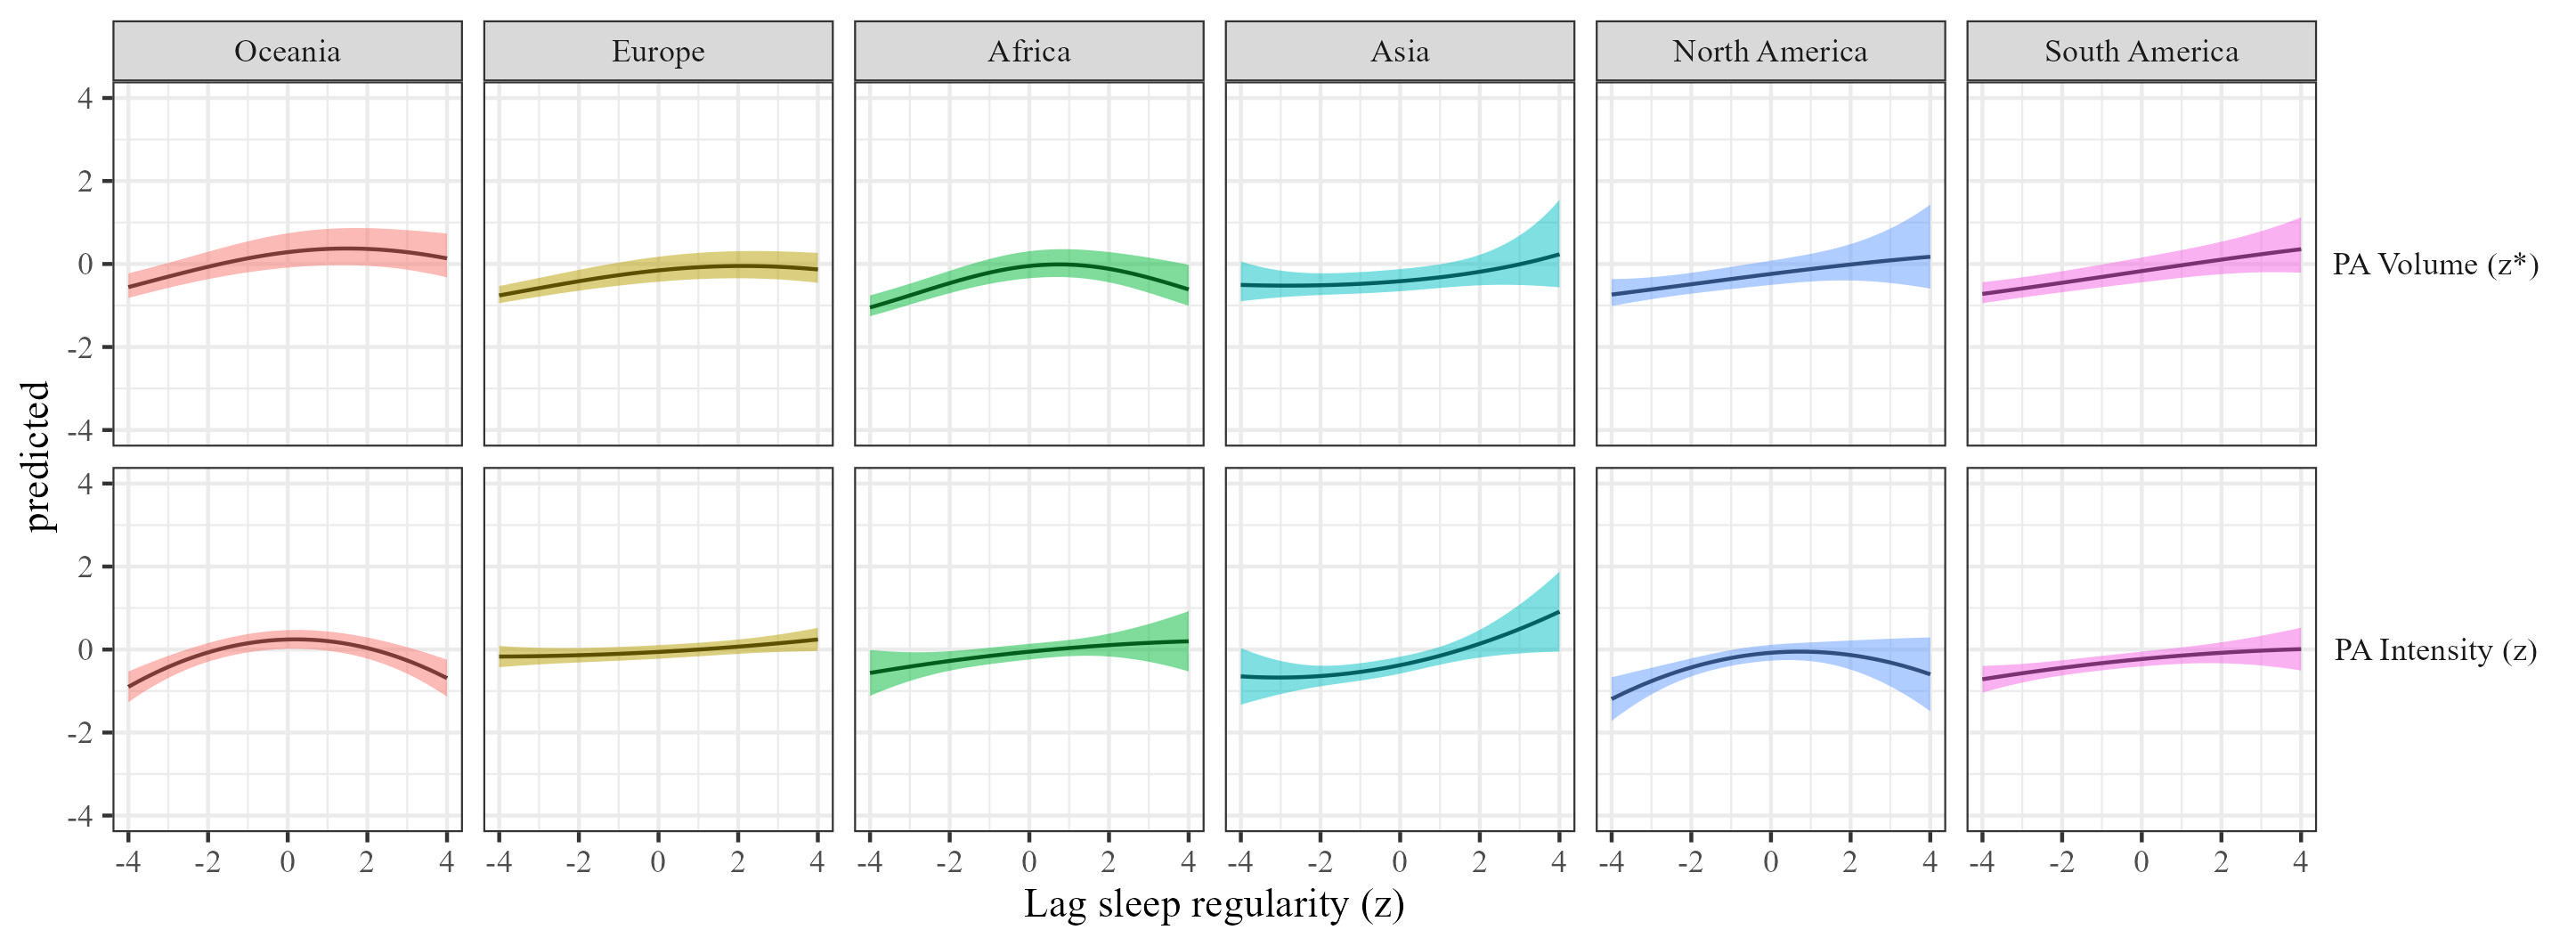 Oceania Europe Africa Asia North America South America
4
2
0
-2
-4
PA Volume (z*)
predicted
4
2
0
-2
-4
PA Intensity (z)
-4 -2 0 2 4 -4 -2 0 2 4 -4 -2 0 2 4 -4 -2 0 2 4 -4 -2 0 2 4 -4 -2 0 2 4
Lag sleep regularity (z)